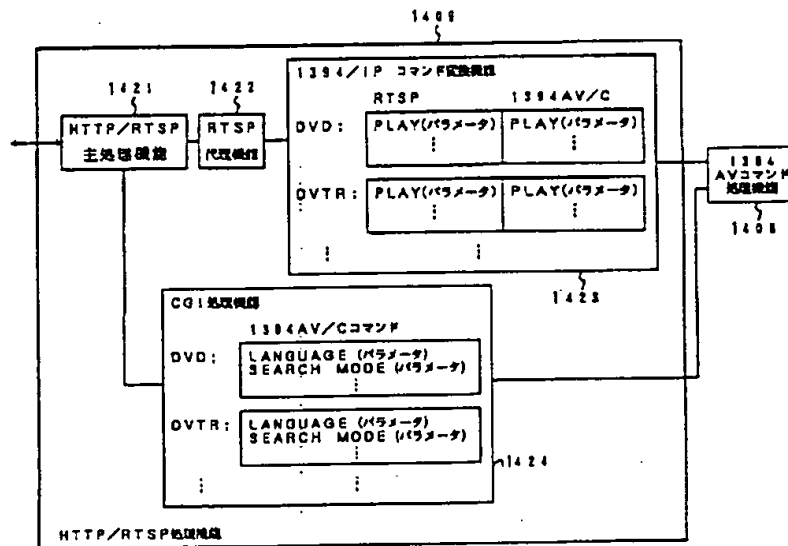 1409
1421
1422
HTTP/RTSP
主処理機能
RTSP
代理機能
1394/IP コマンド変換機能
RTSP 1394AV/C
DVD: PLAY(パラメータ) PLAY(パラメータ)
⋮ ⋮
DVTR: PLAY(パラメータ) PLAY(パラメータ)
⋮ ⋮
⋮ ⋮
1423
1394
AVコマンド
処理機能
1408
CGI処理機能
1394AV/Cコマンド
DVD: LANGUAGE (パラメータ)
SEARCH MODE (パラメータ)
⋮
DVTR: LANGUAGE (パラメータ)
SEARCH MODE (パラメータ)
⋮
⋮ ⋮
1424
HTTP/RTSP処理機能